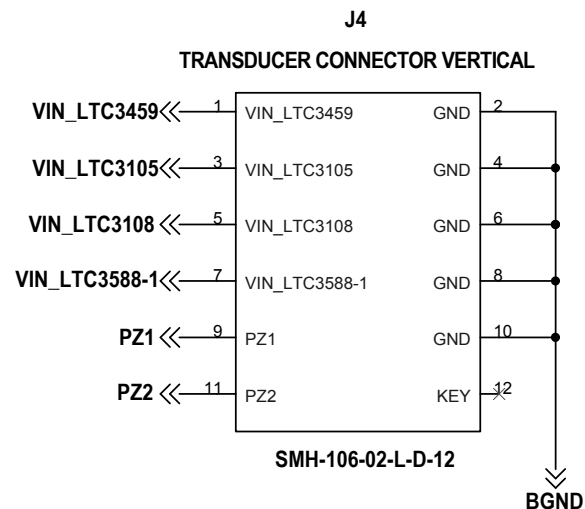 J4
TRANSDUCER CONNECTOR VERTICAL
VIN_LTC3459 1 VIN_LTC3459 GND 2
VIN_LTC3105 3 VIN_LTC3105 GND 4
VIN_LTC3108 5 VIN_LTC3108 GND 6
VIN_LTC3588-1 7 VIN_LTC3588-1 GND 8
PZ1 9 PZ1 GND 10
PZ2 11 PZ2 KEY 12
SMH-106-02-L-D-12
BGND